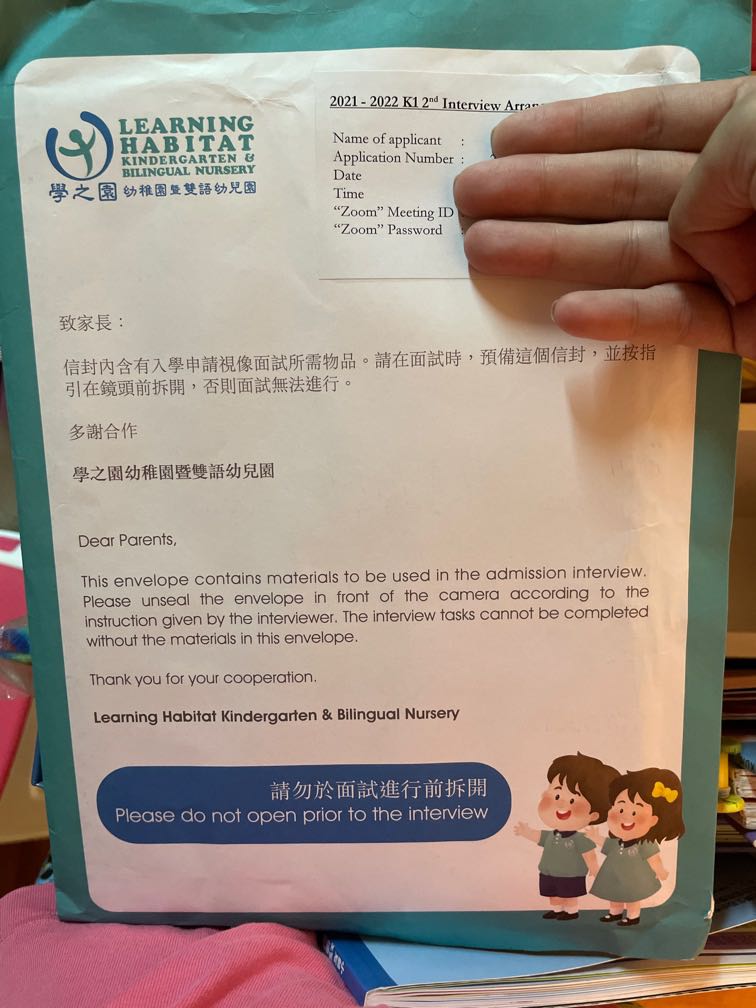 LEARNING
HABITAT
KINDERGARTEN &
BILINGUAL NURSERY
學之園 幼稚園暨雙語幼兒園
2021 - 2022 K1 2nd Interview
Name of applicant :
Application Number :
Date
Time
“Zoom” Meeting ID
“Zoom” Password
致家長：
信封內含有入學申請視像面試所需物品。請在面試時，預備這個信封，並按指
引在鏡頭前拆開，否則面試無法進行。
多謝合作
學之園幼稚園暨雙語幼兒園
Dear Parents,
This envelope contains materials to be used in the admission interview.
Please unseal the envelope in front of the camera according to the
instruction given by the interviewer. The interview tasks cannot be completed
without the materials in this envelope.
Thank you for your cooperation.
Learning Habitat Kindergarten & Bilingual Nursery
請勿於面試進行前拆開
Please do not open prior to the interview